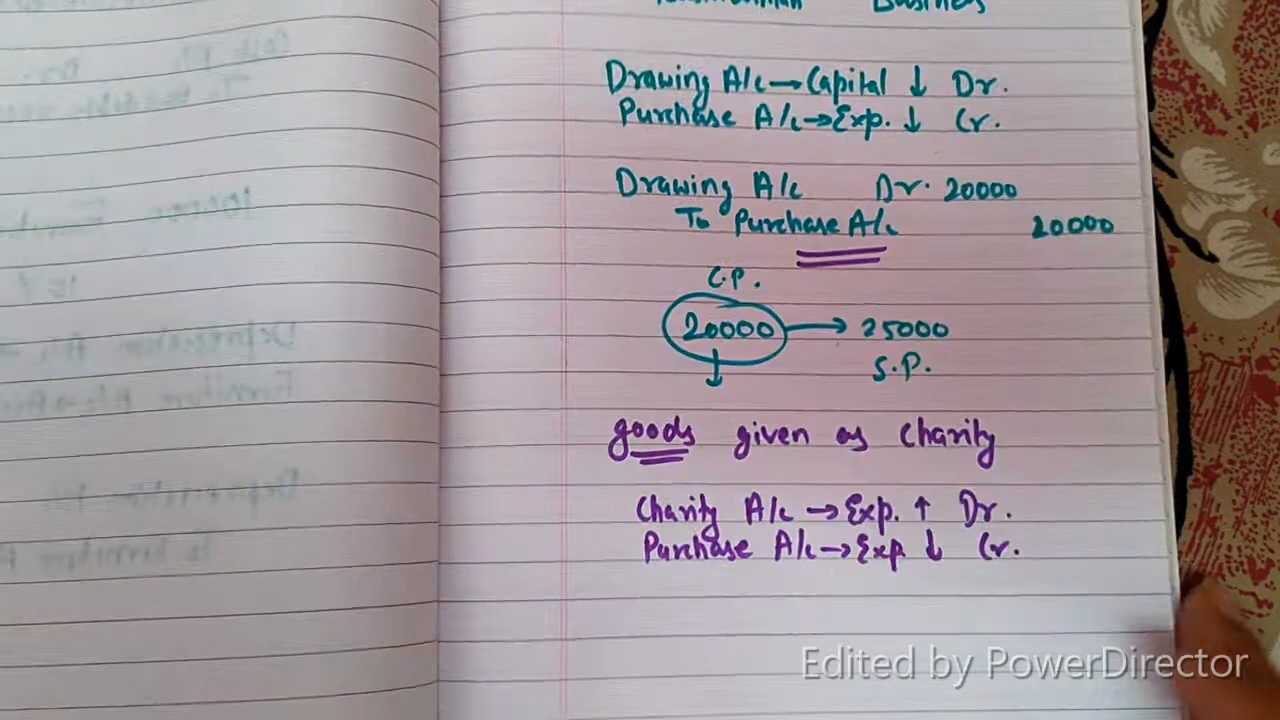 Business
Drawing A/c → Capital ↓ Dr.
Purchase A/c → Exp. ↓ Cr.
Drawing A/c Dr. 20000
To Purchase A/c 20000
C.P.
20000 → 25000
S.P.
goods given as charity
Charity A/c → Exp. ↑ Dr.
Purchase A/c → Exp ↓ Cr.
Edited by PowerDirector